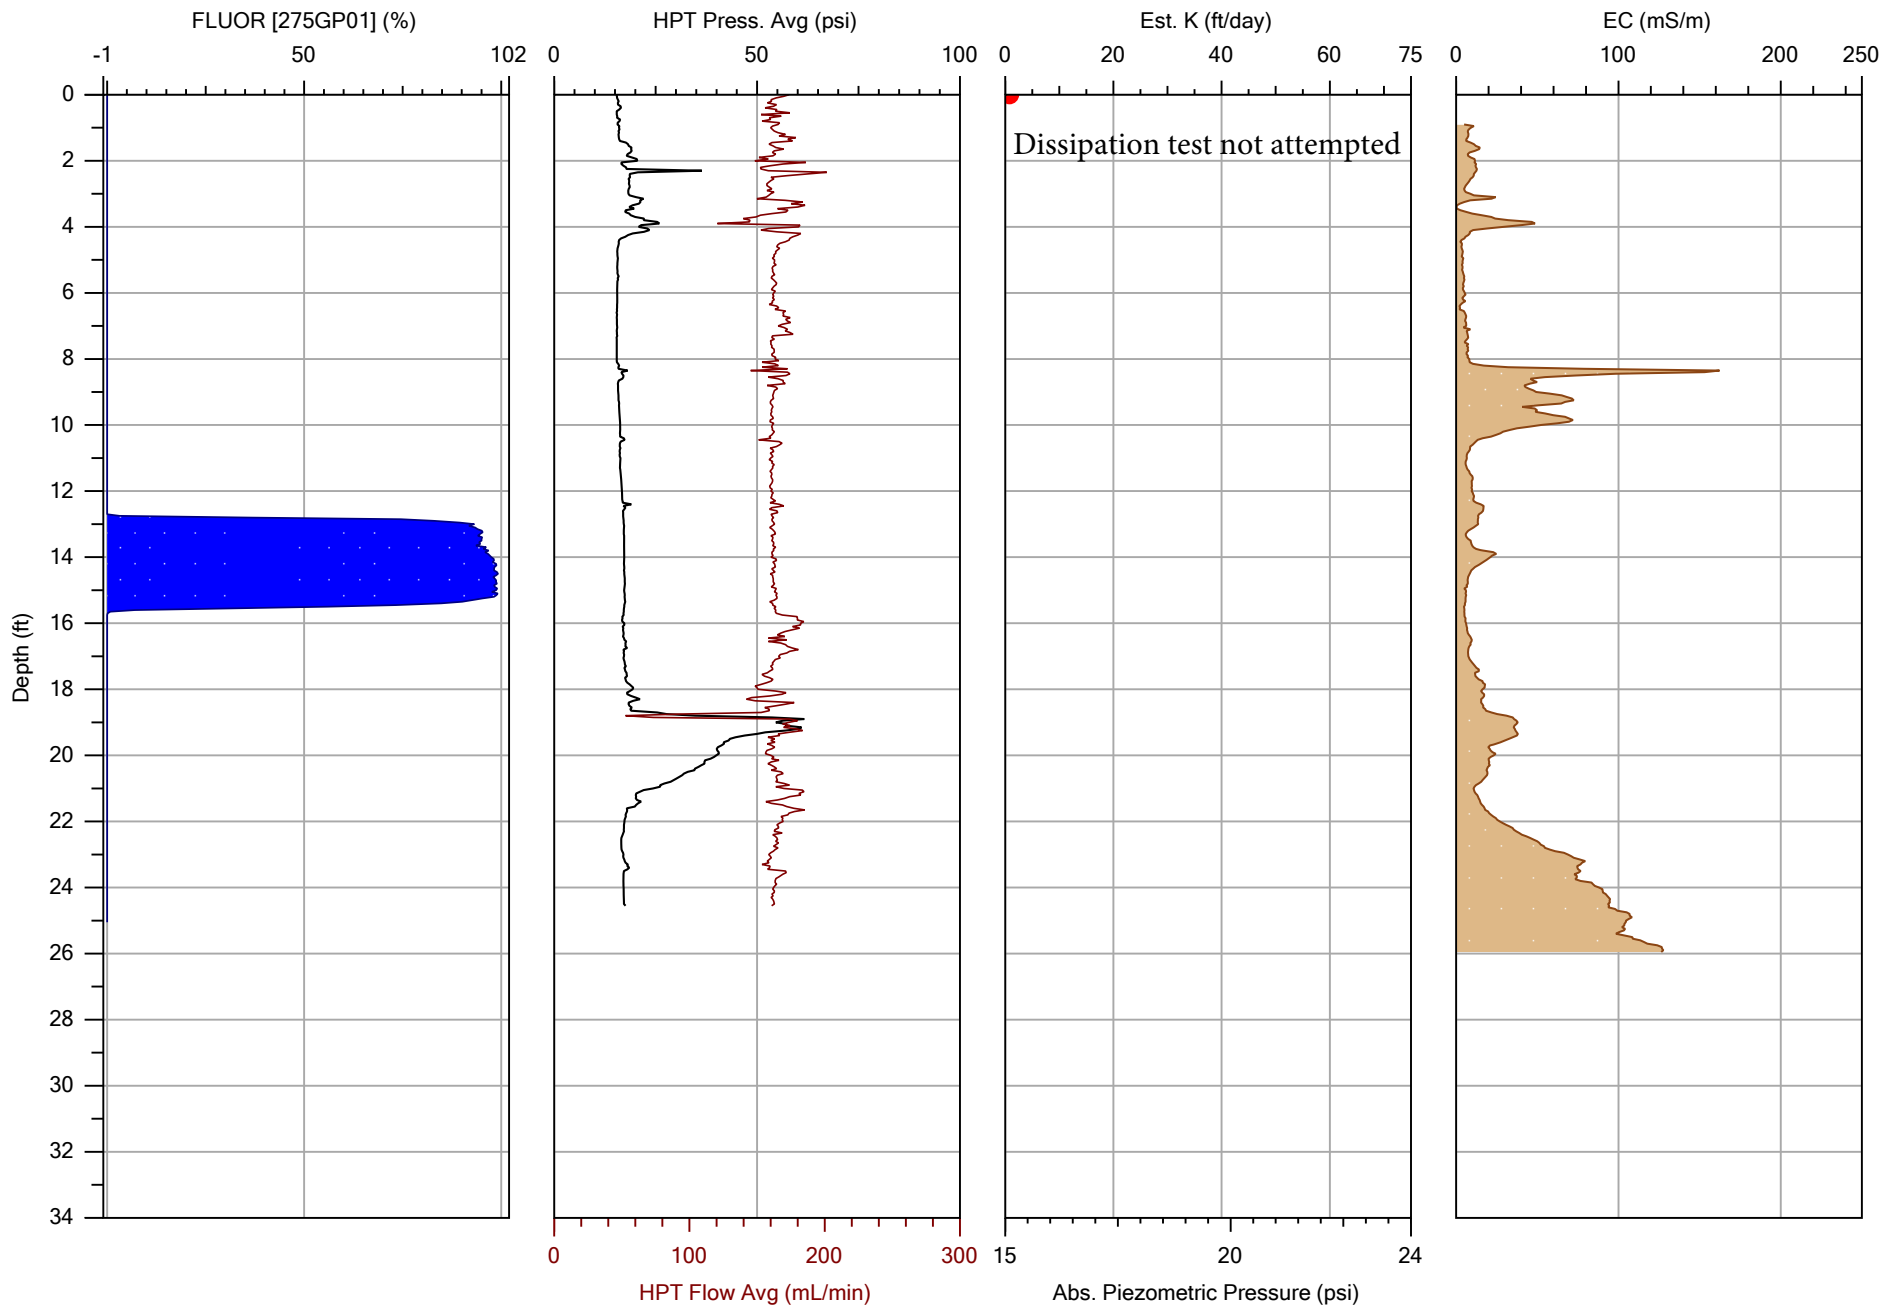 FLUOR [275GP01] (%)
HPT Press. Avg (psi)
Est. K (ft/day)
EC (mS/m)
-1 50 102
0 50 100
0 20 40 60 75
0 100 200 250
Dissipation test not attempted
Depth (ft)
0
2
4
6
8
10
12
14
16
18
20
22
24
26
28
30
32
34
0 100 200 300
HPT Flow Avg (mL/min)
15 20 24
Abs. Piezometric Pressure (psi)